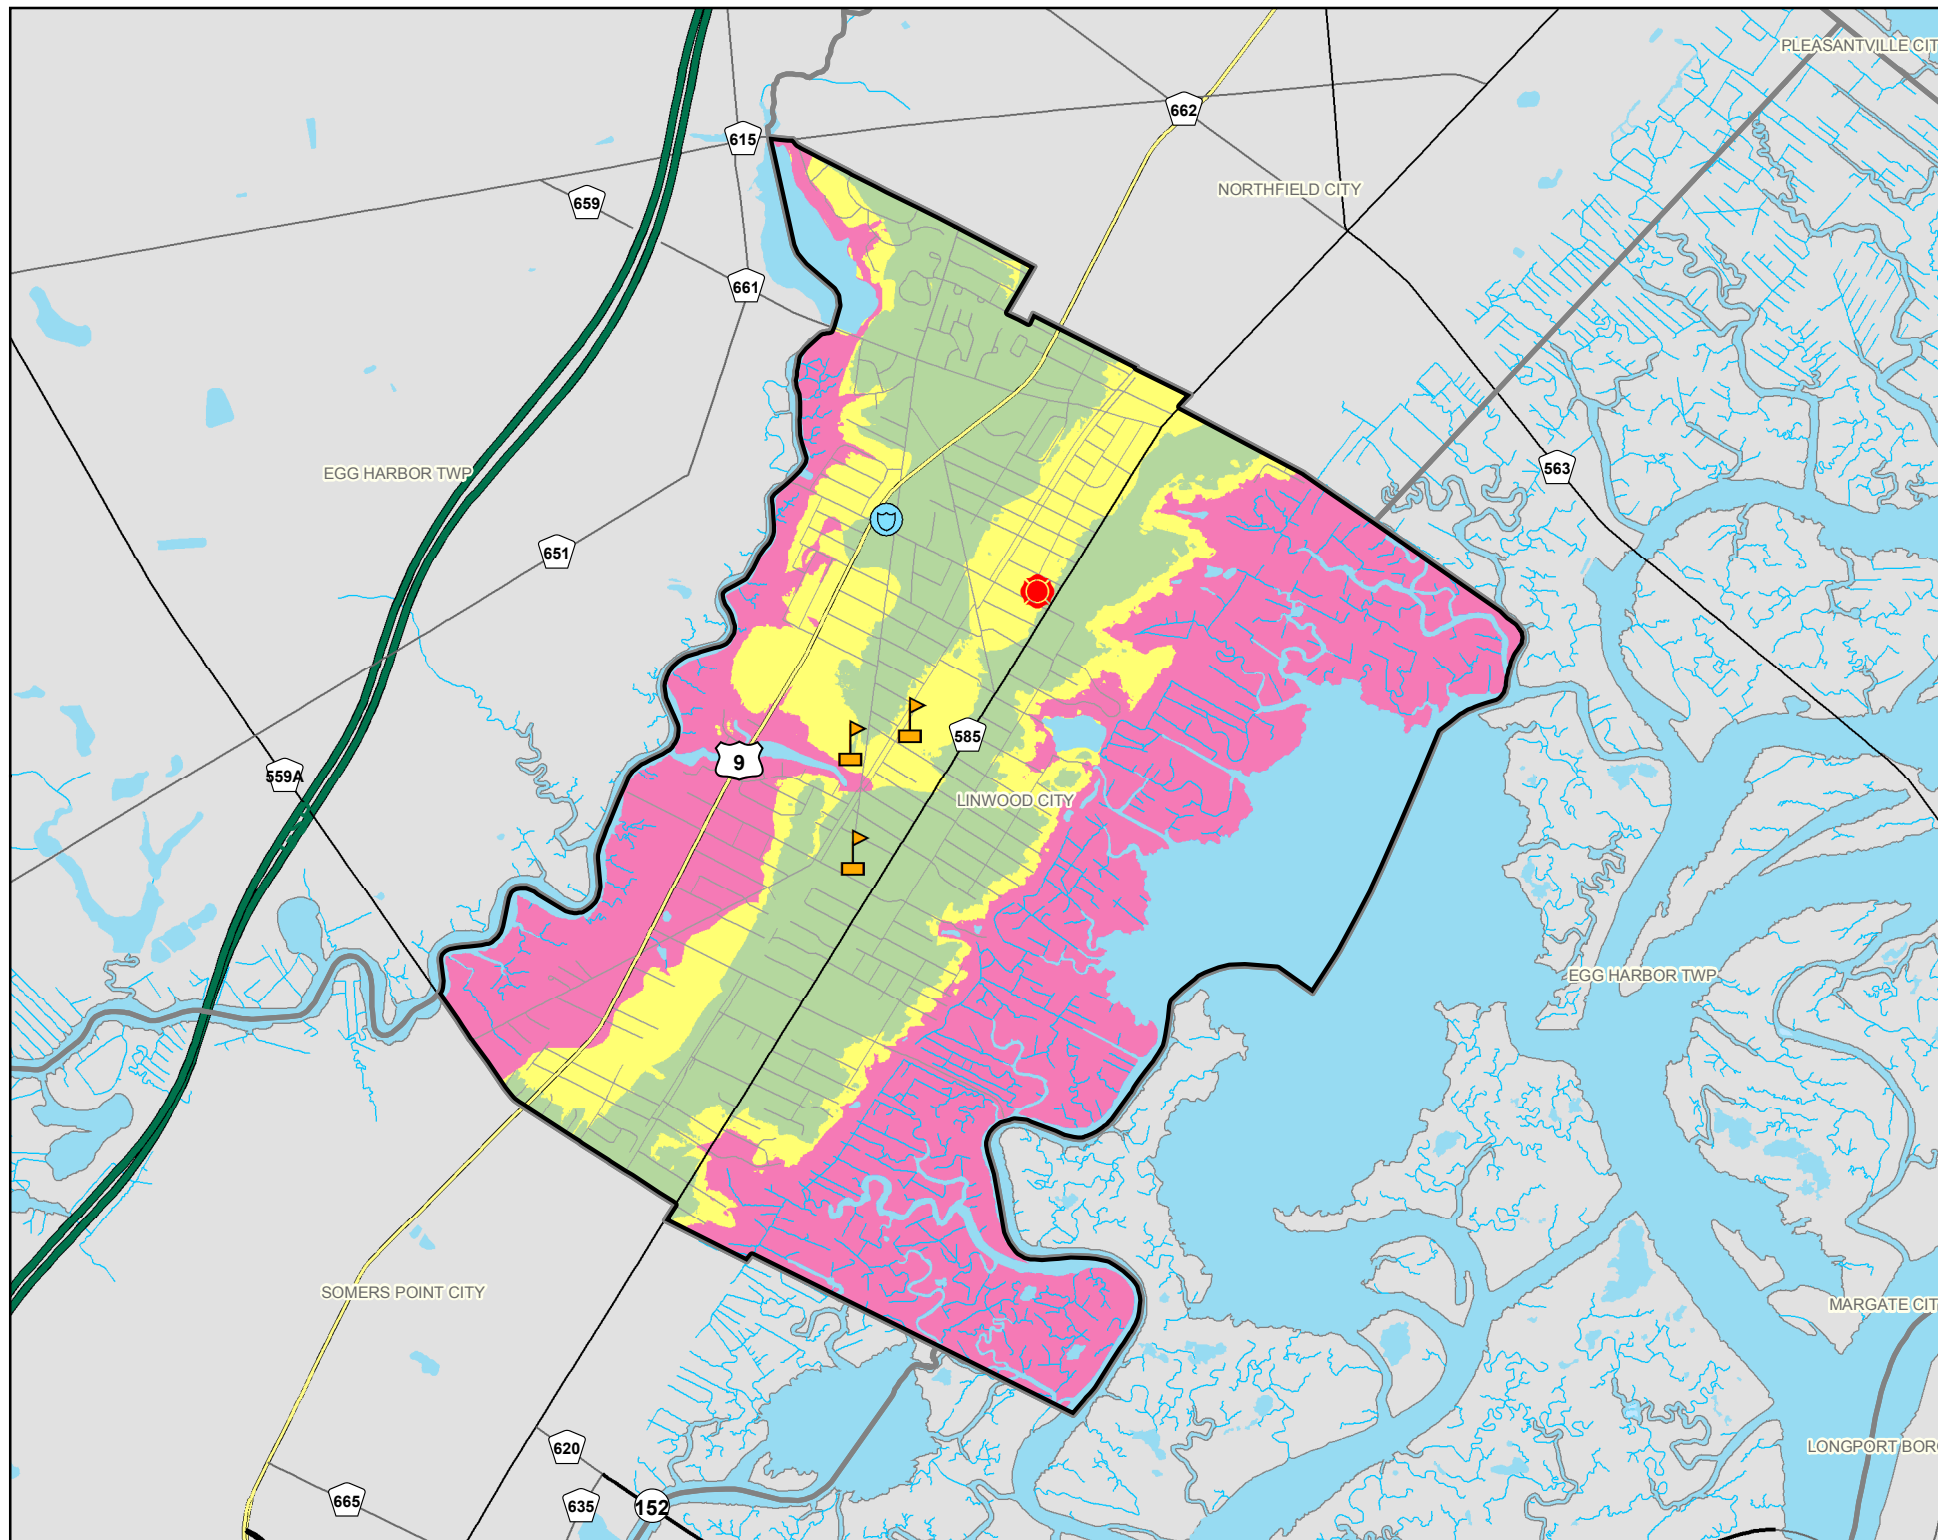 PLEASANTVILLE CIT
662
615
NORTHFIELD CITY
659
661
563
EGG HARBOR TWP
651
585
9
559A
LINWOOD CITY
EGG HARBOR TWP
SOMERS POINT CITY
MARGATE CIT
620
LONGPORT BOR
665
635
152